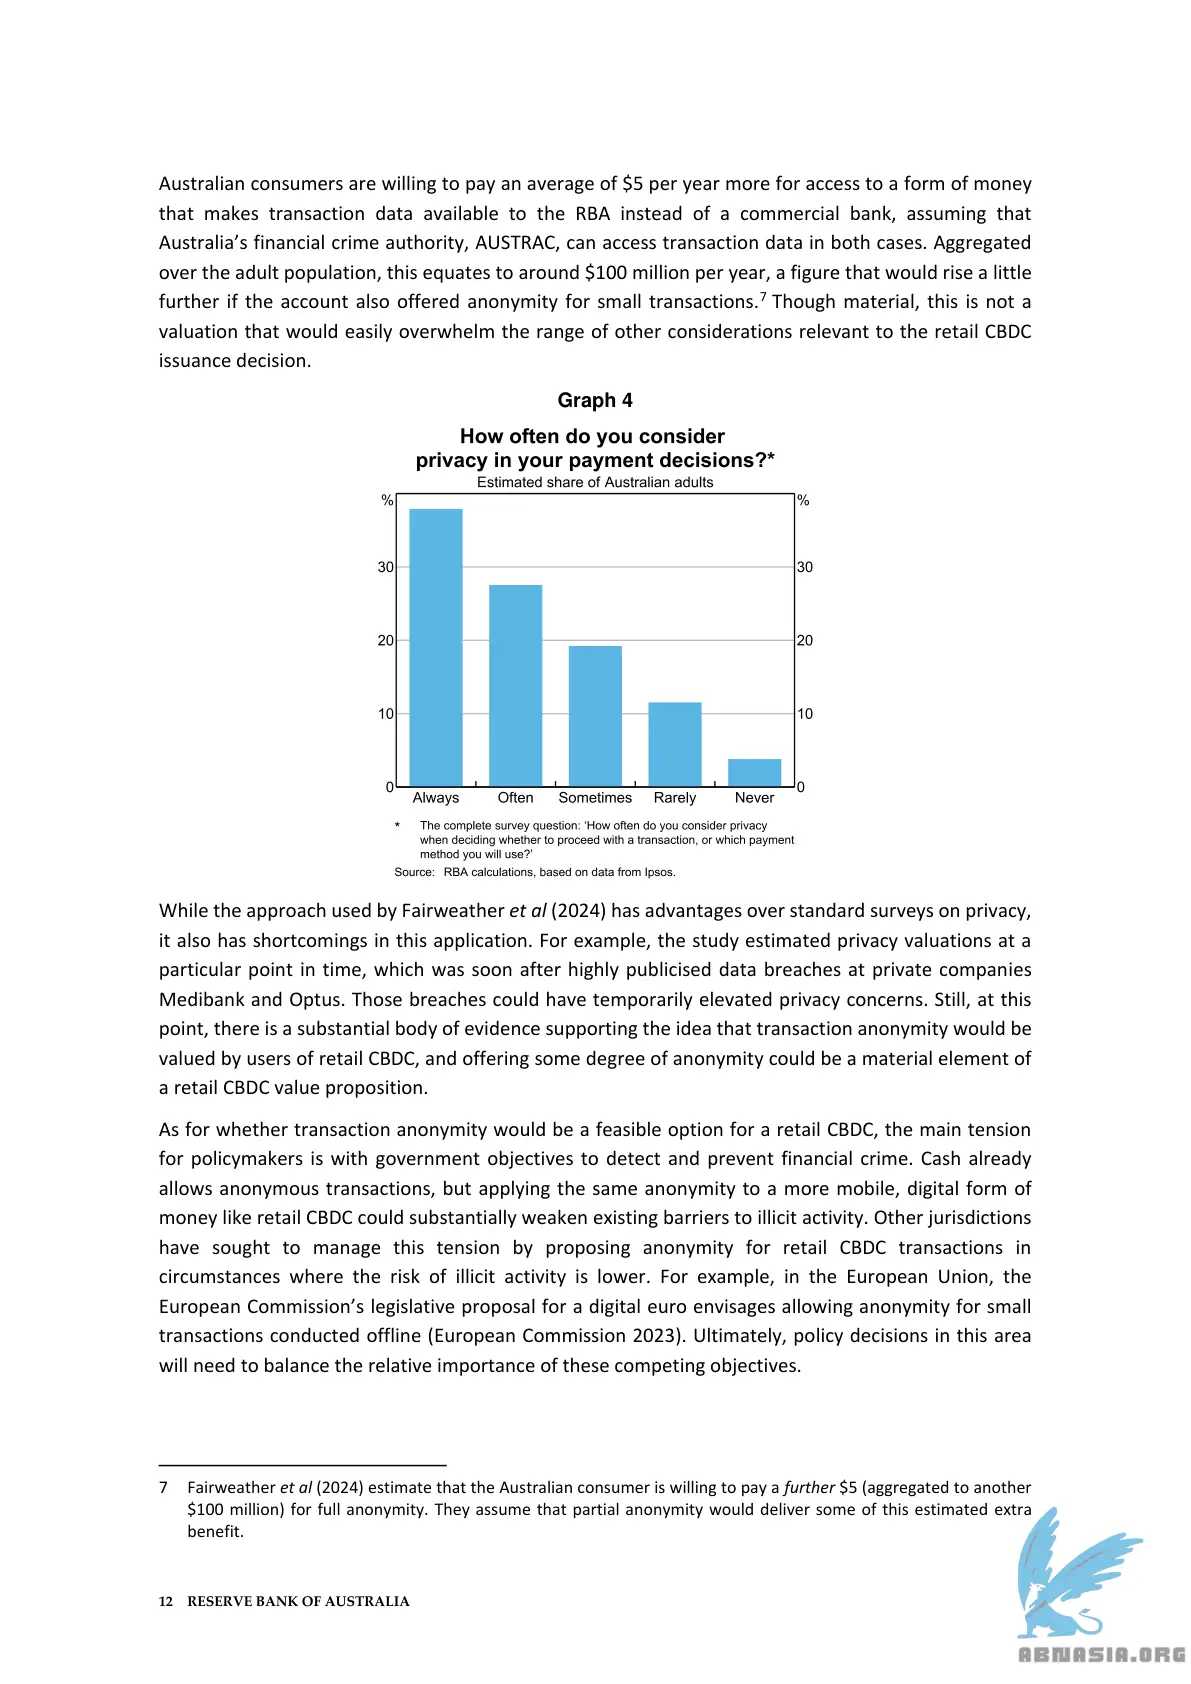 Australian consumers are willing to pay an average of $5 per year more for access to a form of money
that makes transaction data available to the RBA instead of a commercial bank, assuming that
Australia’s financial crime authority, AUSTRAC, can access transaction data in both cases. Aggregated
over the adult population, this equates to around $100 million per year, a figure that would rise a little
further if the account also offered anonymity for small transactions.7 Though material, this is not a
valuation that would easily overwhelm the range of other considerations relevant to the retail CBDC
issuance decision.
Graph 4
How often do you consider
privacy in your payment decisions?*
Estimated share of Australian adults
% %
30 30
20 20
10 10
0 0
Always Often Sometimes Rarely Never
* The complete survey question: ‘How often do you consider privacy
when deciding whether to proceed with a transaction, or which payment
method you will use?’
Source: RBA calculations, based on data from Ipsos.
While the approach used by Fairweather et al (2024) has advantages over standard surveys on privacy,
it also has shortcomings in this application. For example, the study estimated privacy valuations at a
particular point in time, which was soon after highly publicised data breaches at private companies
Medibank and Optus. Those breaches could have temporarily elevated privacy concerns. Still, at this
point, there is a substantial body of evidence supporting the idea that transaction anonymity would be
valued by users of retail CBDC, and offering some degree of anonymity could be a material element of
a retail CBDC value proposition.
As for whether transaction anonymity would be a feasible option for a retail CBDC, the main tension
for policymakers is with government objectives to detect and prevent financial crime. Cash already
allows anonymous transactions, but applying the same anonymity to a more mobile, digital form of
money like retail CBDC could substantially weaken existing barriers to illicit activity. Other jurisdictions
have sought to manage this tension by proposing anonymity for retail CBDC transactions in
circumstances where the risk of illicit activity is lower. For example, in the European Union, the
European Commission’s legislative proposal for a digital euro envisages allowing anonymity for small
transactions conducted offline (European Commission 2023). Ultimately, policy decisions in this area
will need to balance the relative importance of these competing objectives.
7 Fairweather et al (2024) estimate that the Australian consumer is willing to pay a further $5 (aggregated to another
$100 million) for full anonymity. They assume that partial anonymity would deliver some of this estimated extra
benefit.
12 RESERVE BANK OF AUSTRALIA
ABNASIA.ORG